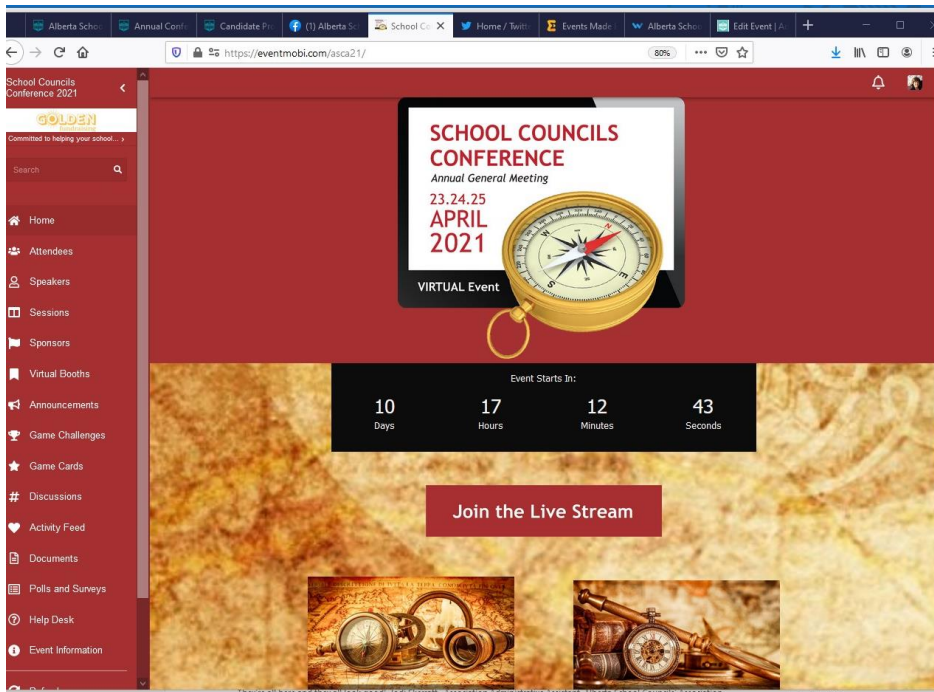 Alberta Schoo
Annual Confe
Candidate Pro
(1) Alberta Sc
School Co
Home / Twitte
Events Made
Alberta Schoo
Edit Event | A
https://eventmobi.com/asca21/
80%
School Councils
Conference 2021
GOLDEN
Committed to helping your school... ›
Search
Home
Attendees
Speakers
Sessions
Sponsors
Virtual Booths
Announcements
Game Challenges
Game Cards
Discussions
Activity Feed
Documents
Polls and Surveys
Help Desk
Event Information
SCHOOL COUNCILS
CONFERENCE
Annual General Meeting
23.24.25
APRIL
2021
VIRTUAL Event
N
E
S
W
Event Starts In:
10 17 12 43
Days Hours Minutes Seconds
Join the Live Stream